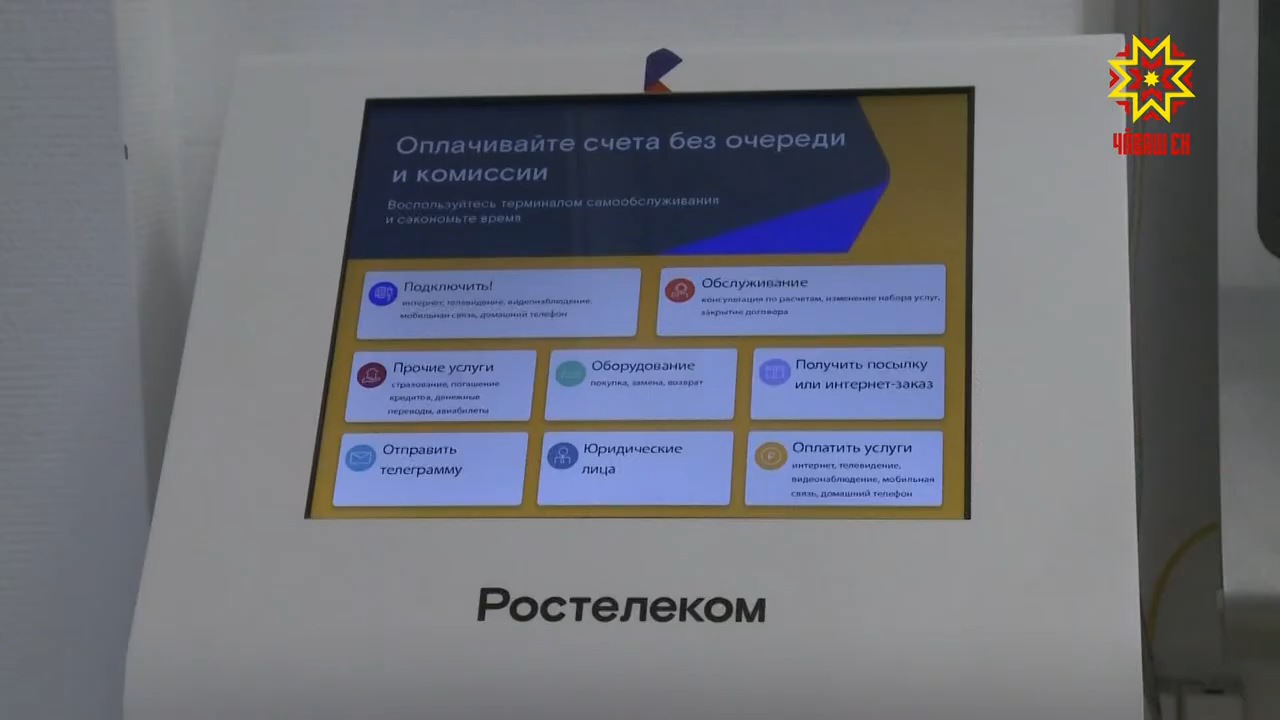 ЧӐВАШ ЕН
Оплачивайте счета без очереди
и комиссии
Воспользуйтесь терминалом самообслуживания
и сэкономьте время
Подключить!
интернет, телевидение, видеонаблюдение,
мобильная связь, домашний телефон
Обслуживание
консультация по расчетам, изменение набора услуг,
закрытие договора
Прочие услуги
страхование, погашение
кредитов, денежные
переводы, авиабилеты
Оборудование
покупка, замена, возврат
Получить посылку
или интернет-заказ
Отправить
телеграмму
Юридические
лица
Оплатить услуги
интернет, телевидение,
видеонаблюдение, мобильная
связь, домашний телефон
Ростелеком